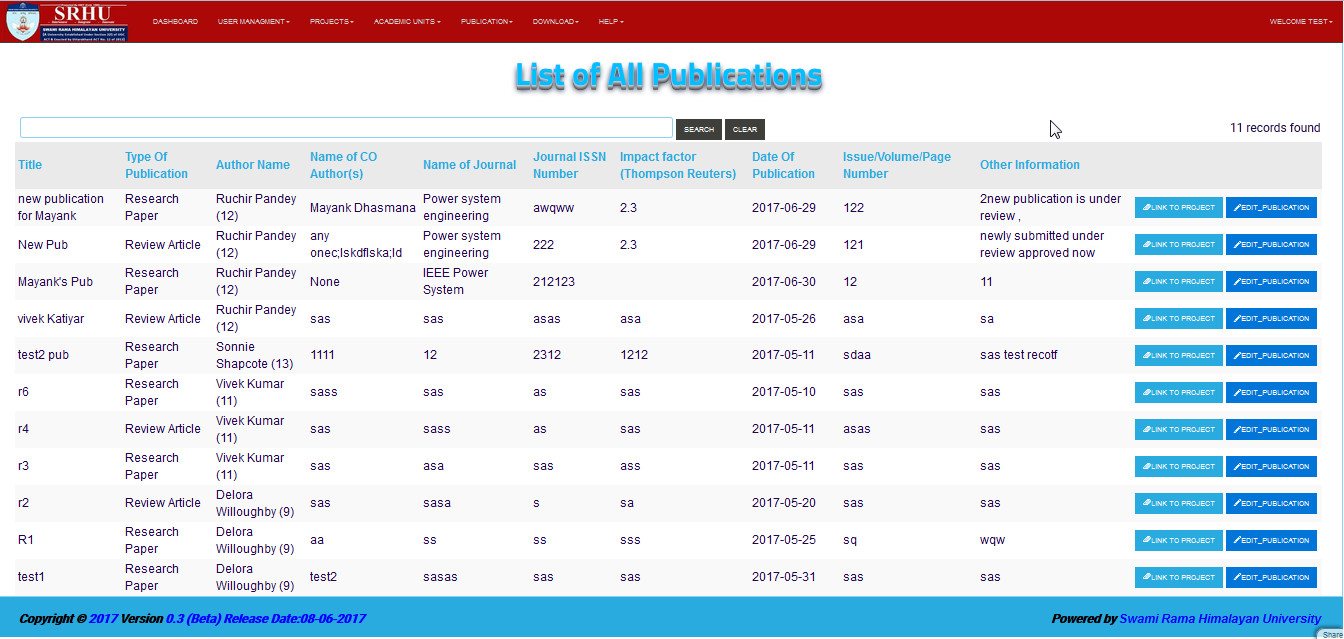 SRHU
SWAMI RAMA HIMALAYAN UNIVERSITY
DASHBOARD USER MANAGMENT PROJECTS ACADEMIC UNITS PUBLICATION DOWNLOAD HELP WELCOME TEST
List of All Publications
SEARCH CLEAR 11 records found
Title Type Of Publication Author Name Name of CO Author(s) Name of Journal Journal ISSN Number Impact factor (Thompson Reuters) Date Of Publication Issue/Volume/Page Number Other Information
new publication for Mayank Research Paper Ruchir Pandey (12) Mayank Dhasmana Power system engineering awqww 2.3 2017-06-29 122 2new publication is under review , LINK TO PROJECT EDIT_PUBLICATION
New Pub Review Article Ruchir Pandey (12) any onec;lskdflska;ld Power system engineering 222 2.3 2017-06-29 121 newly submitted under review approved now LINK TO PROJECT EDIT_PUBLICATION
Mayank's Pub Research Paper Ruchir Pandey (12) None IEEE Power System 212123 2017-06-30 12 11 LINK TO PROJECT EDIT_PUBLICATION
vivek Katiyar Review Article Ruchir Pandey (12) sas sas asas asa 2017-05-26 asa sa LINK TO PROJECT EDIT_PUBLICATION
test2 pub Research Paper Sonnie Shapcote (13) 1111 12 2312 1212 2017-05-11 sdaa sas test recotf LINK TO PROJECT EDIT_PUBLICATION
r6 Research Paper Vivek Kumar (11) sass sas as sas 2017-05-10 sas sas LINK TO PROJECT EDIT_PUBLICATION
r4 Review Article Vivek Kumar (11) sas sass as sas 2017-05-11 asas sas LINK TO PROJECT EDIT_PUBLICATION
r3 Research Paper Vivek Kumar (11) sas asa sas ass 2017-05-11 sas sas LINK TO PROJECT EDIT_PUBLICATION
r2 Review Article Delora Willoughby (9) sas sasa s sa 2017-05-20 sas sas LINK TO PROJECT EDIT_PUBLICATION
R1 Research Paper Delora Willoughby (9) aa ss ss sss 2017-05-25 sq wqw LINK TO PROJECT EDIT_PUBLICATION
test1 Research Paper Delora Willoughby (9) test2 sasas sas sas 2017-05-31 sas sas LINK TO PROJECT EDIT_PUBLICATION
Copyright © 2017 Version 0.3 (Beta) Release Date:08-06-2017 Powered by Swami Rama Himalayan University